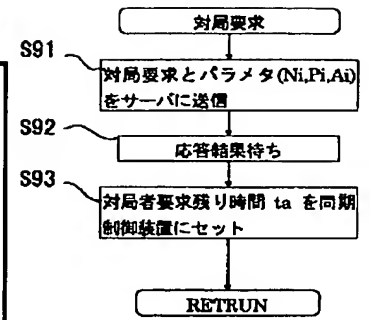 対局要求
S91
対局要求とパラメタ(Ni,Pi,Ai)
をサーバに送信
S92
応答結果待ち
S93
対局者要求残り時間 ta を同期
制御装置にセット
RETRUN